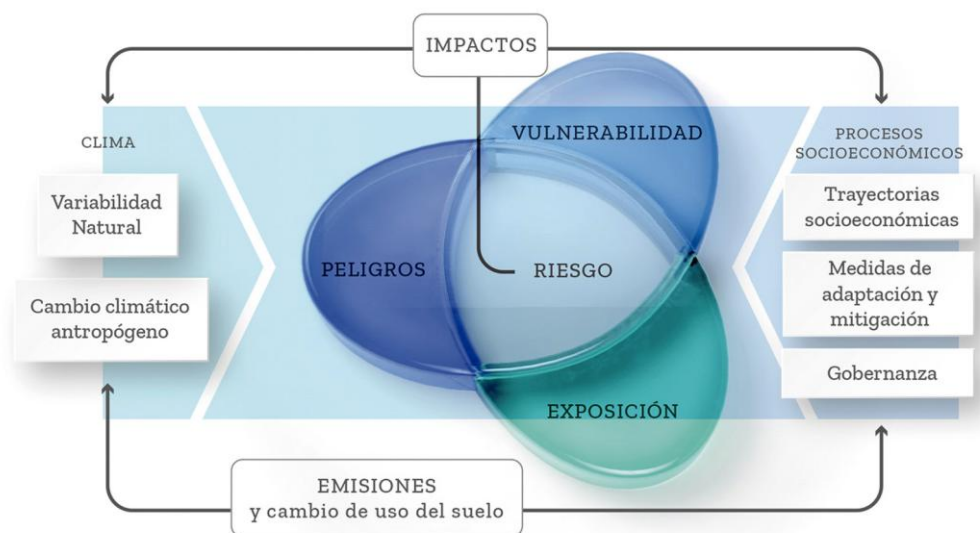 IMPACTOS
CLIMA
Variabilidad
Natural
Cambio climático
antropógeno
VULNERABILIDAD
PELIGROS
RIESGO
EXPOSICIÓN
PROCESOS
SOCIOECONÓMICOS
Trayectorias
socioeconómicas
Medidas de
adaptación y
mitigación
Gobernanza
EMISIONES
y cambio de uso del suelo